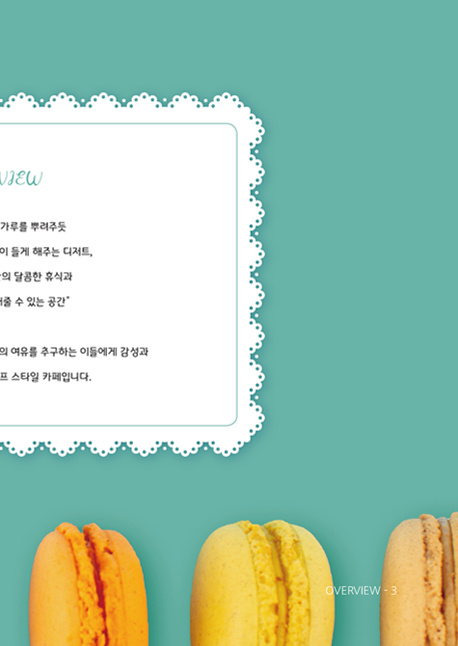 VIEW
가루를 뿌려주듯
이 들게 해주는 디저트,
의 달콤한 휴식과
줄 수 있는 공간"
의 여유를 추구하는 이들에게 감성과
프 스타일 카페입니다.
OVERVIEW - 3